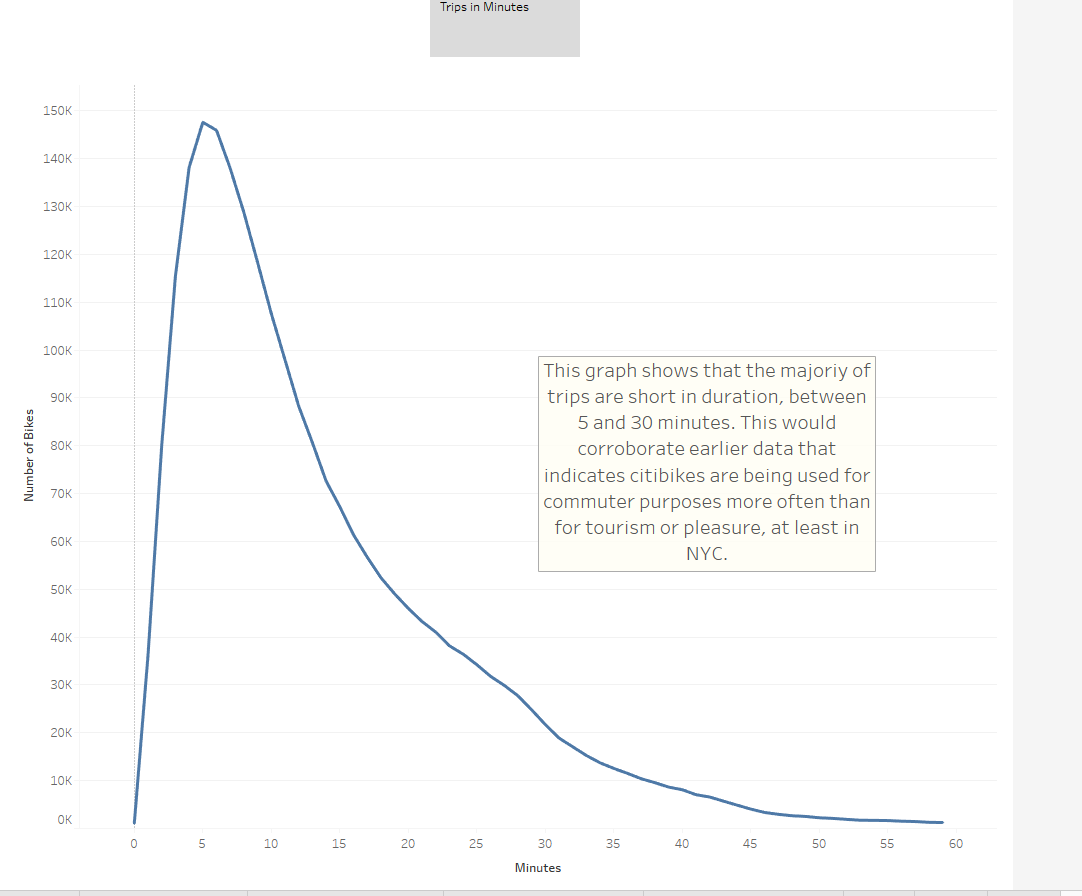 Trips in Minutes
150K
140K
130K
120K
110K
100K
90K
80K
70K
60K
50K
40K
30K
20K
10K
0K
Number of Bikes
This graph shows that the majoriy of
trips are short in duration, between
5 and 30 minutes. This would
corroborate earlier data that
indicates citibikes are being used for
commuter purposes more often than
for tourism or pleasure, at least in
NYC.
0 5 10 15 20 25 30 35 40 45 50 55 60
Minutes